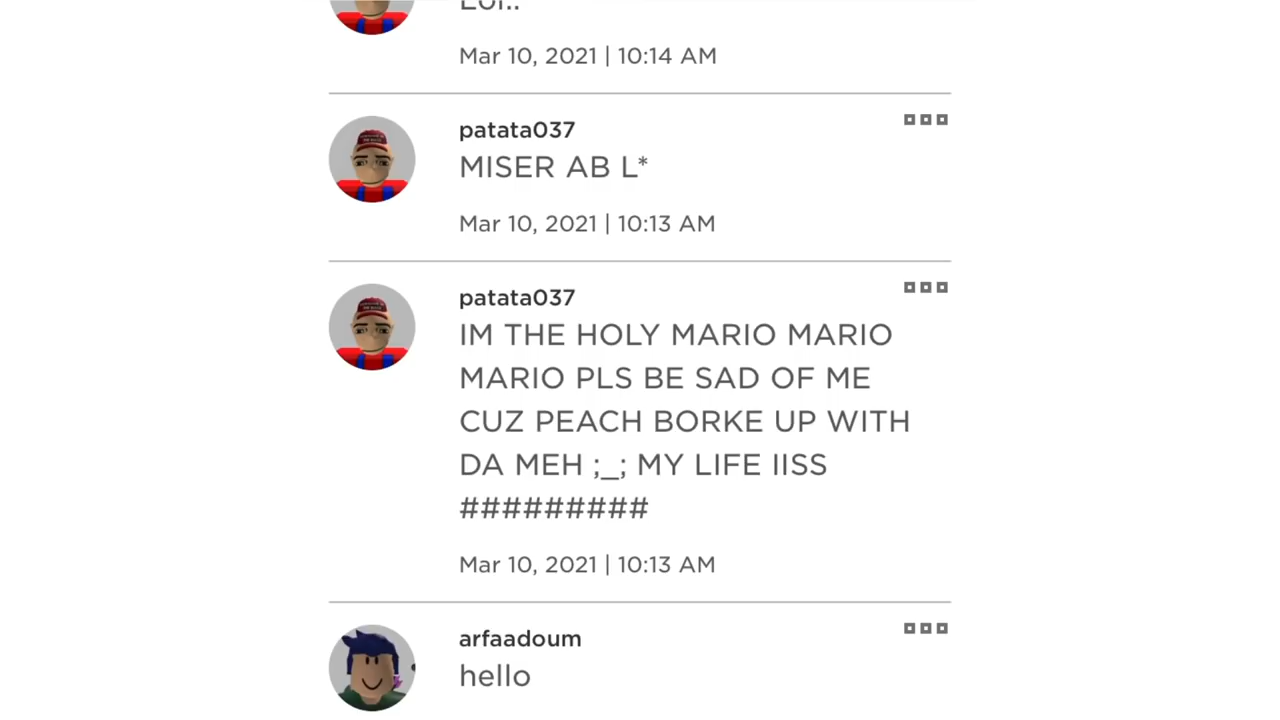 Lol..
Mar 10, 2021 | 10:14 AM
patata037
MISER AB L*
Mar 10, 2021 | 10:13 AM
patata037
IM THE HOLY MARIO MARIO
MARIO PLS BE SAD OF ME
CUZ PEACH BORKE UP WITH
DA MEH ;_; MY LIFE IISS
#########
Mar 10, 2021 | 10:13 AM
arfaadoum
hello